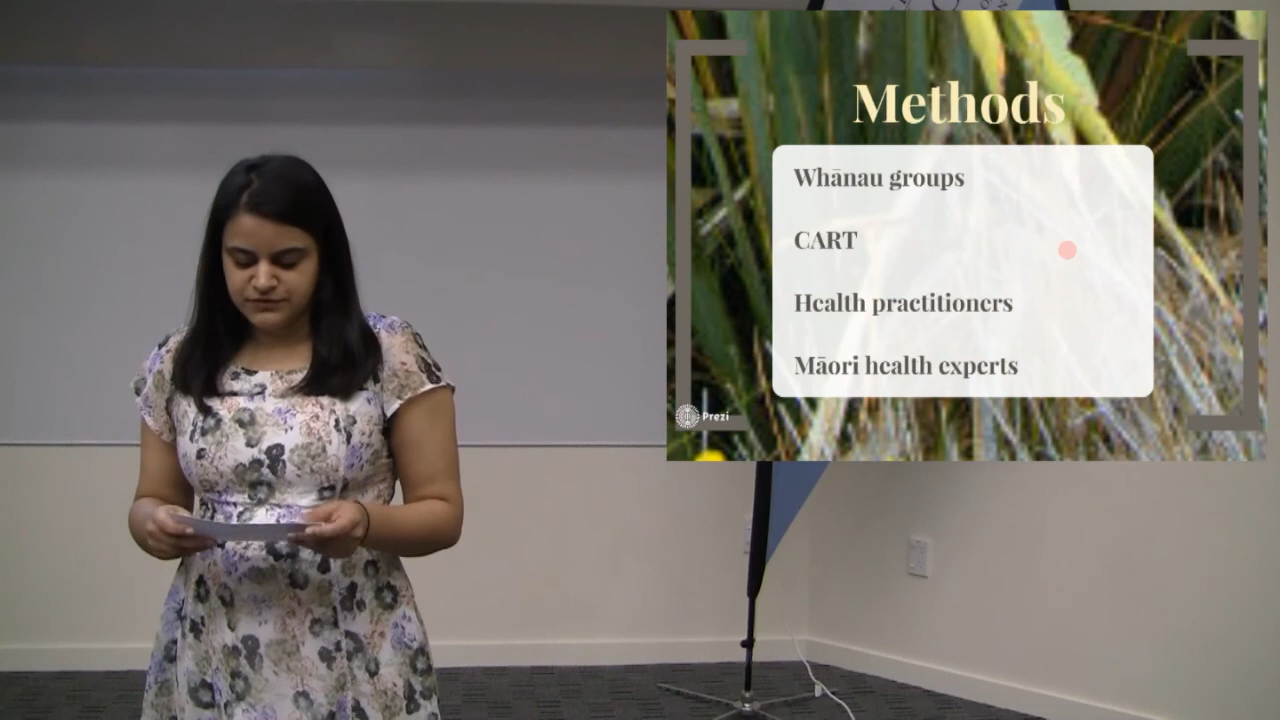 Methods
Whānau groups
CART
Health practitioners
Māori health experts
Prezi